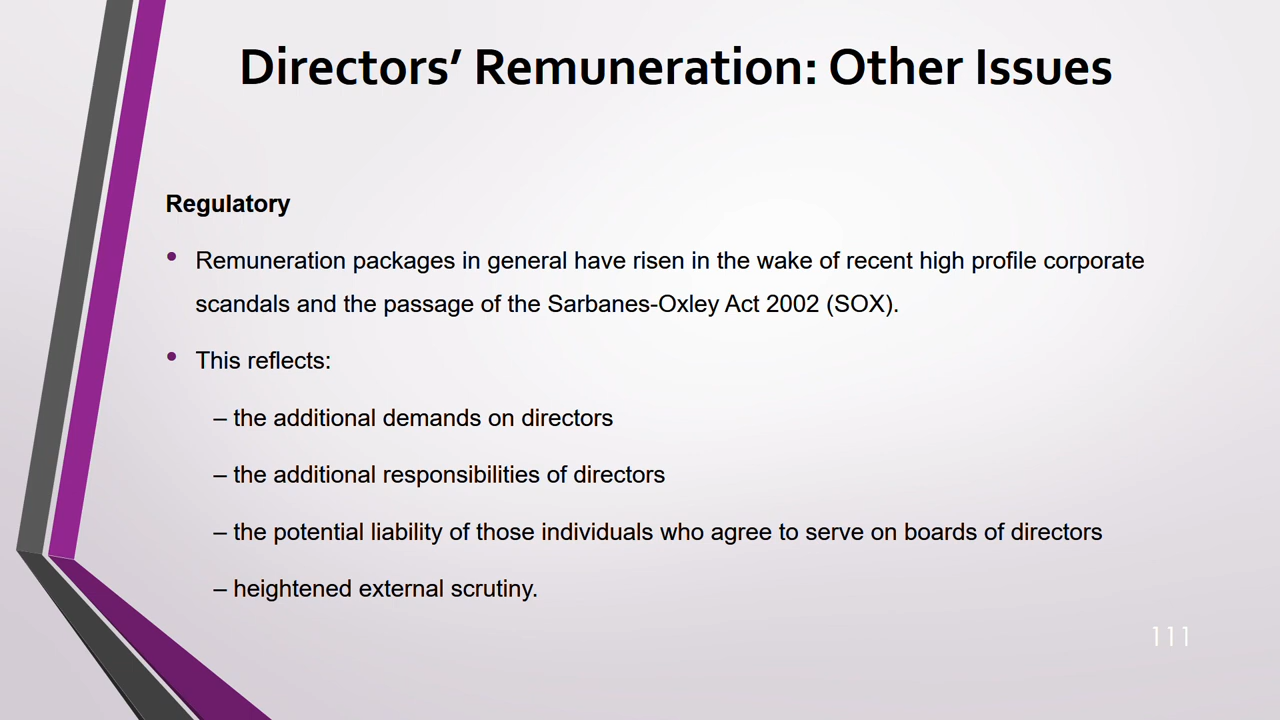 Directors’ Remuneration: Other Issues
Regulatory
• Remuneration packages in general have risen in the wake of recent high profile corporate
scandals and the passage of the Sarbanes-Oxley Act 2002 (SOX).
• This reflects:
– the additional demands on directors
– the additional responsibilities of directors
– the potential liability of those individuals who agree to serve on boards of directors
– heightened external scrutiny.
111